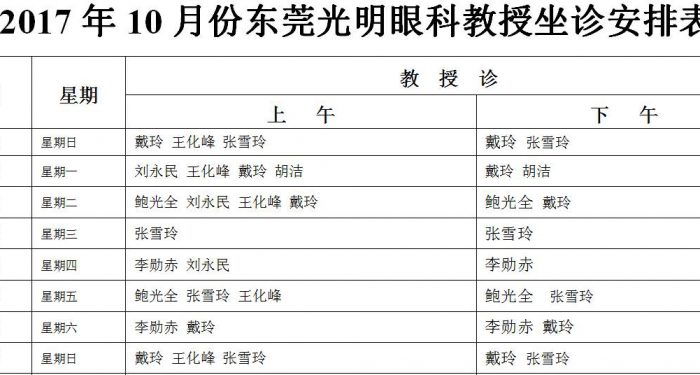 2017 年 10 月份东莞光明眼科教授坐诊安排表
星期 教 授 诊
上 午 下 午
星期日 戴玲 王化峰 张雪玲 戴玲 张雪玲
星期一 刘永民 王化峰 戴玲 胡洁 戴玲 胡洁
星期二 鲍光全 刘永民 王化峰 戴玲 鲍光全 戴玲
星期三 张雪玲 张雪玲
星期四 李勋赤 刘永民 李勋赤
星期五 鲍光全 张雪玲 王化峰 鲍光全 张雪玲
星期六 李勋赤 戴玲 李勋赤 戴玲
星期日 戴玲 王化峰 张雪玲 戴玲 张雪玲